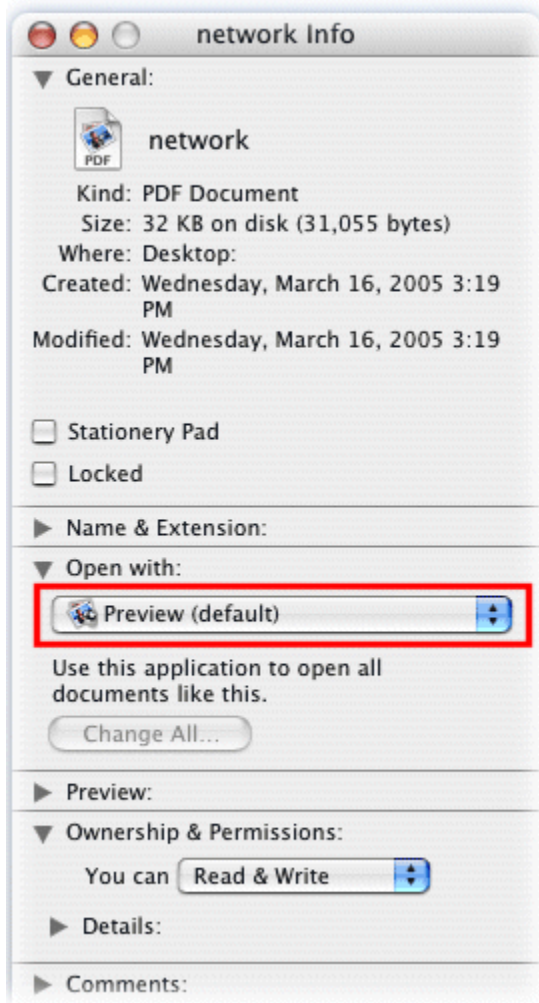 network Info
General:
PDF
network
Kind: PDF Document
Size: 32 KB on disk (31,055 bytes)
Where: Desktop:
Created: Wednesday, March 16, 2005 3:19
PM
Modified: Wednesday, March 16, 2005 3:19
PM
Stationery Pad
Locked
Name & Extension:
Open with:
Preview (default)
Use this application to open all
documents like this.
Change All...
Preview:
Ownership & Permissions:
You can Read & Write
Details:
Comments: